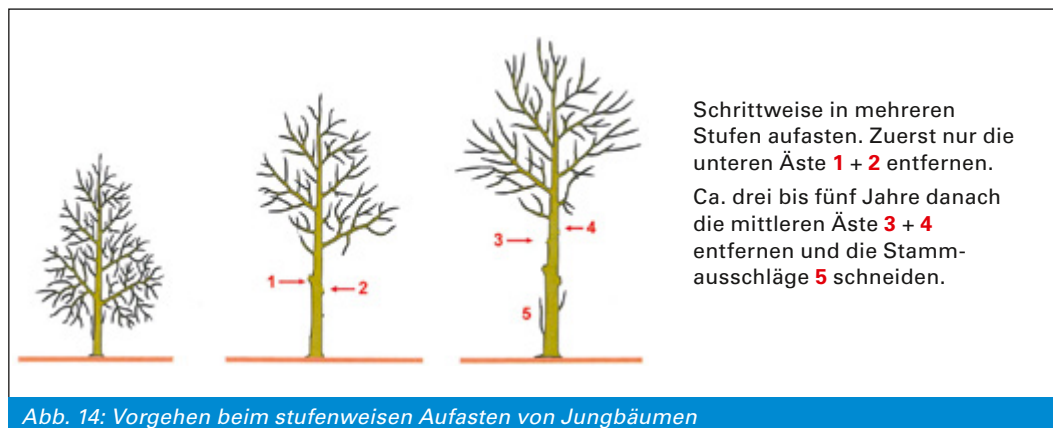 Schrittweise in mehreren
Stufen aufasten. Zuerst nur die
unteren Äste 1 + 2 entfernen.
Ca. drei bis fünf Jahre danach
die mittleren Äste 3 + 4
entfernen und die Stamm-
ausschläge 5 schneiden.
1
2
3
4
5
Abb. 14: Vorgehen beim stufenweisen Aufasten von Jungbäumen